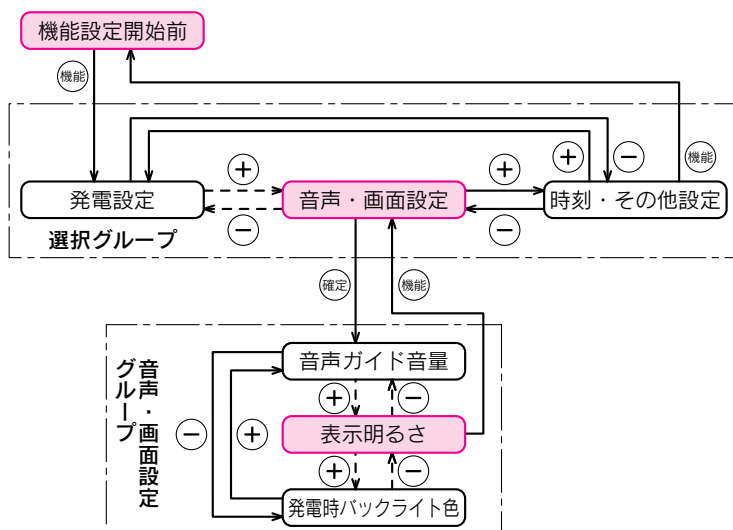 機能設定開始前
機能
発電設定
+
−
音声・画面設定
+
−
時刻・その他設定
+
−
機能
選択グループ
確定
機能
音声・画面設定
グループ
音声ガイド音量
+
−
表示明るさ
+
−
発電時バックライト色
−
+